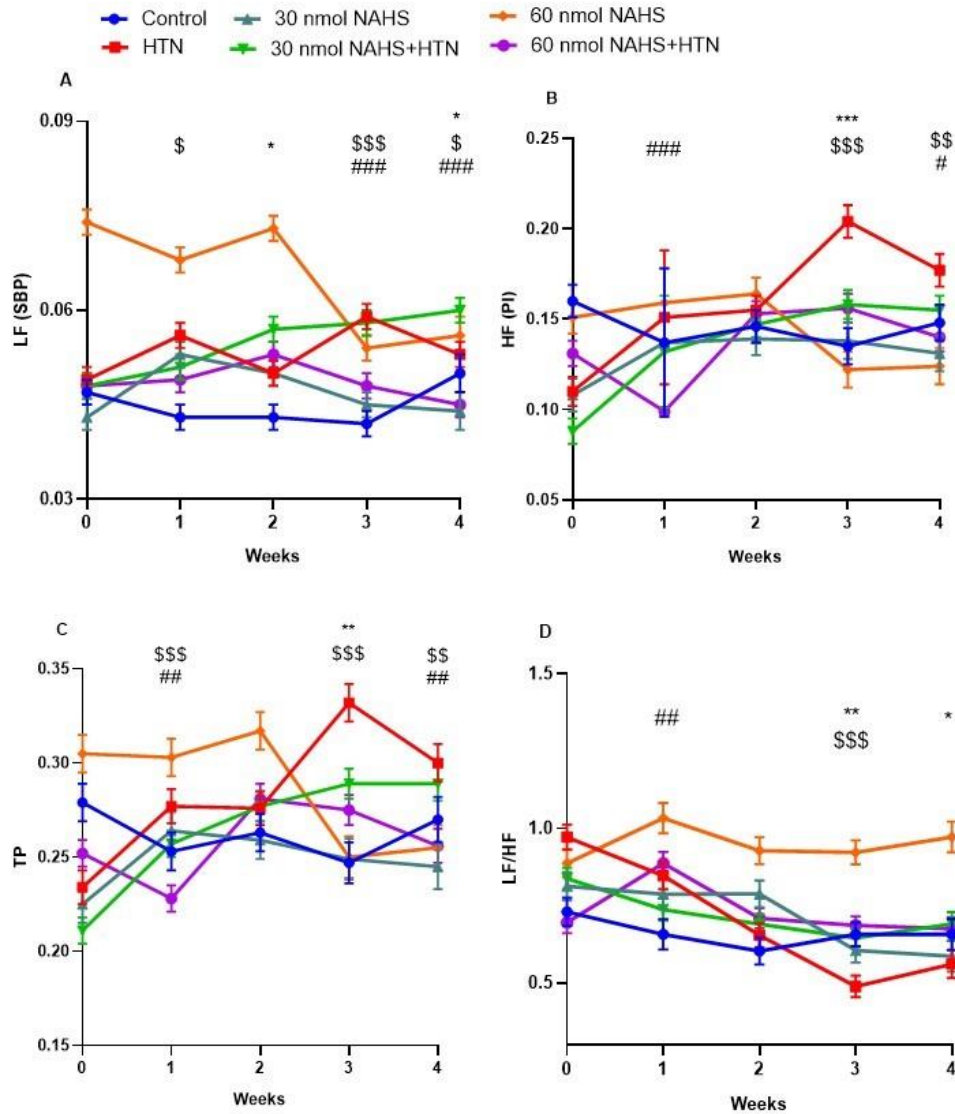 Control 30 nmol NAHS 60 nmol NAHS
HTN 30 nmol NAHS+HTN 60 nmol NAHS+HTN
A
0.09
0.06
0.03
LF (SBP)
$
*
$$$
###
*
$
###
0 1 2 3 4
Weeks
B
0.25
0.20
0.15
0.10
0.05
HF (PI)
###
***
$$$
$$
#
0 1 2 3 4
Weeks
C
0.35
0.30
0.25
0.20
0.15
TP
$$$
##
**
$$$
$$
##
0 1 2 3 4
Weeks
D
1.5
1.0
0.5
LF/HF
##
**
$$$
*
0 1 2 3 4
Weeks